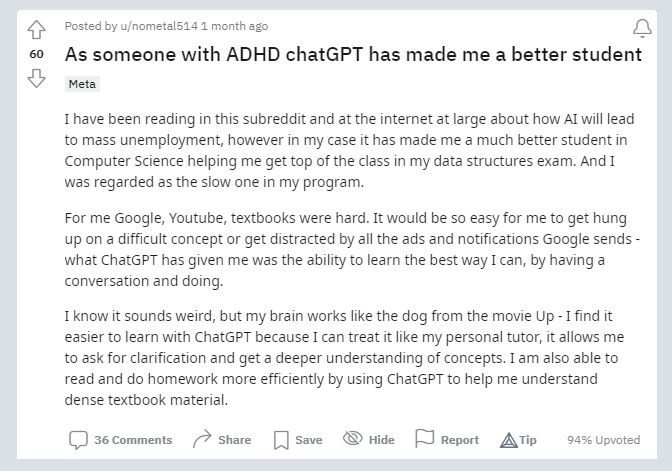 Posted by u/nometal514 1 month ago
60
As someone with ADHD chatGPT has made me a better student
Meta
I have been reading in this subreddit and at the internet at large about how AI will lead
to mass unemployment, however in my case it has made me a much better student in
Computer Science helping me get top of the class in my data structures exam. And I
was regarded as the slow one in my program.
For me Google, Youtube, textbooks were hard. It would be so easy for me to get hung
up on a difficult concept or get distracted by all the ads and notifications Google sends -
what ChatGPT has given me was the ability to learn the best way I can, by having a
conversation and doing.
I know it sounds weird, but my brain works like the dog from the movie Up - I find it
easier to learn with ChatGPT because I can treat it like my personal tutor, it allows me
to ask for clarification and get a deeper understanding of concepts. I am also able to
read and do homework more efficiently by using ChatGPT to help me understand
dense textbook material.
36 Comments Share Save Hide Report Tip 94% Upvoted